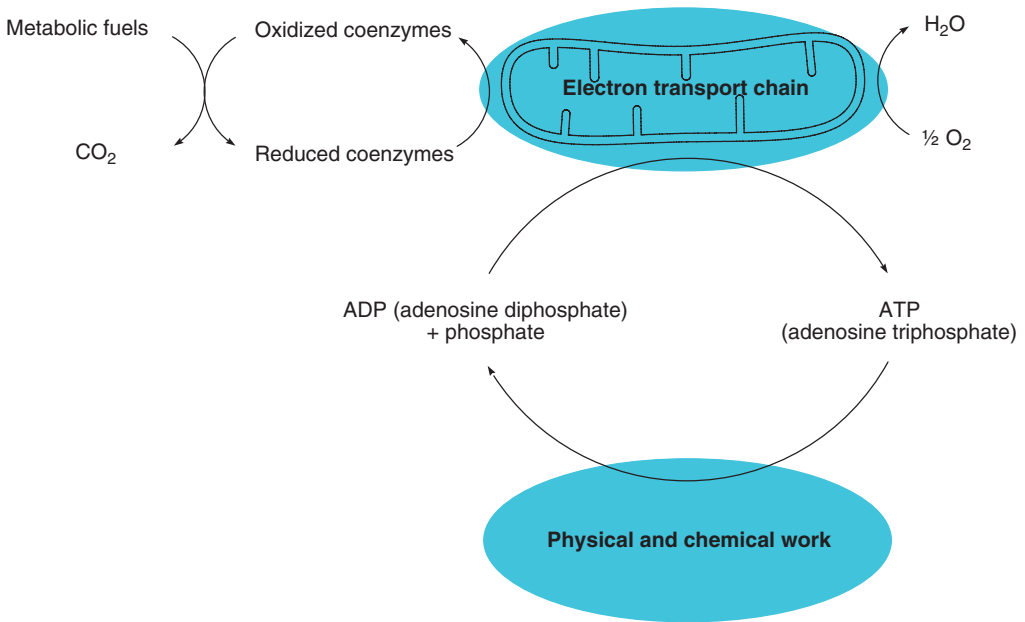 Metabolic fuels
Oxidized coenzymes
H₂O
Electron transport chain
CO₂
Reduced coenzymes
½ O₂
ADP (adenosine diphosphate)
+ phosphate
ATP
(adenosine triphosphate)
Physical and chemical work